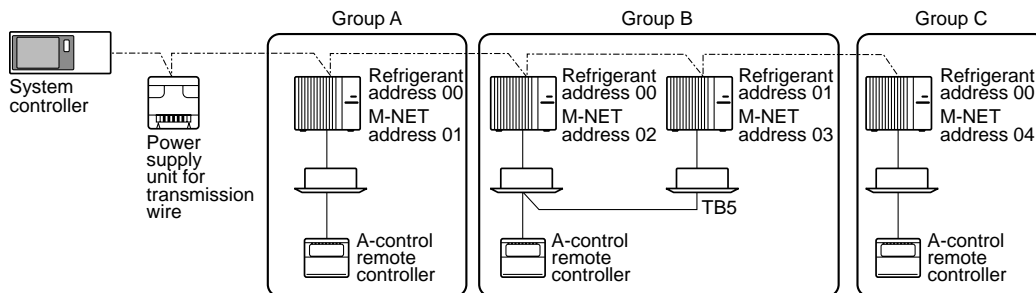 Group A
Group B
Group C
System
controller
Power
supply
unit for
transmission
wire
Refrigerant
address 00
M-NET
address 01
A-control
remote
controller
Refrigerant
address 00
M-NET
address 02
Refrigerant
address 01
M-NET
address 03
TB5
A-control
remote
controller
Refrigerant
address 00
M-NET
address 04
A-control
remote
controller